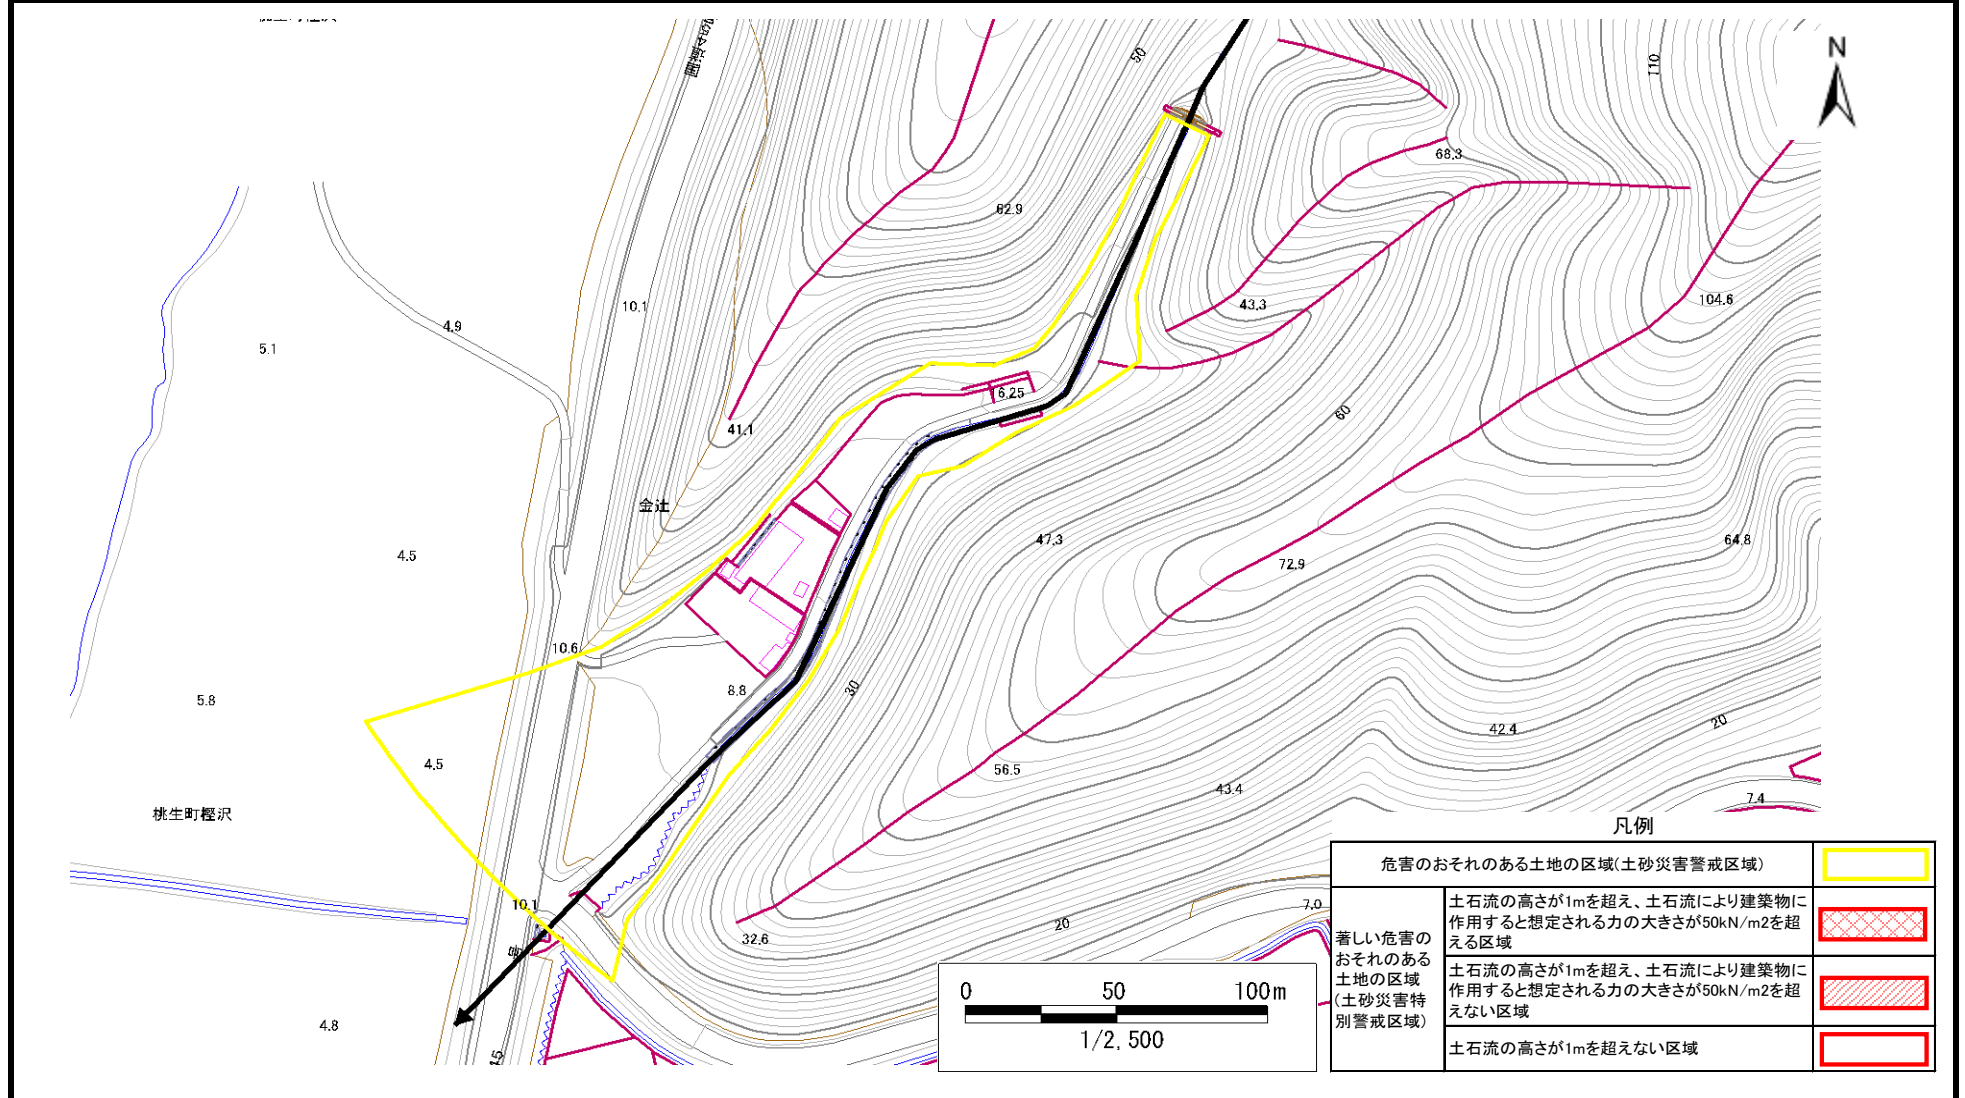 N
50
110
68.3
62.9
10.1
4.9
5.1
43.3
104.6
16.25
60
41.1
金辻
4.5
47.3
64.8
72.9
10.6
30
8.8
5.8
20
42.4
4.5
56.5
43.4
7.4
桃生町樫沢
10.1
32.6
20
7.0
4.8
0 50 100m
1/2,500
凡例
危害のおそれのある土地の区域(土砂災害警戒区域)
著しい危害の
おそれのある
土地の区域
(土砂災害特
別警戒区域)
土石流の高さが1mを超え、土石流により建築物に
作用すると想定される力の大きさが50kN/m2を超
える区域
土石流の高さが1mを超え、土石流により建築物に
作用すると想定される力の大きさが50kN/m2を超
えない区域
土石流の高さが1mを超えない区域